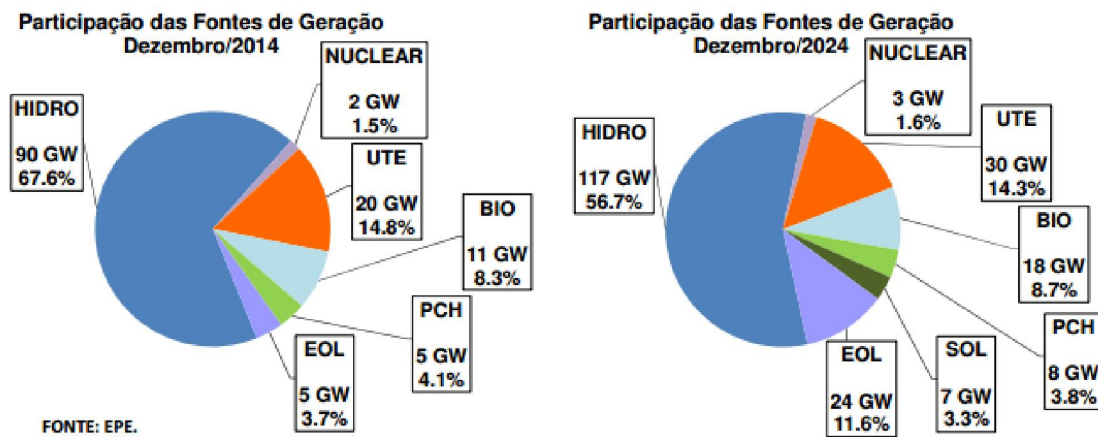 Participação das Fontes de Geração
Dezembro/2014
NUCLEAR
2 GW
1.5%
HIDRO
90 GW
67.6%
UTE
20 GW
14.8%
BIO
11 GW
8.3%
PCH
5 GW
4.1%
EOL
5 GW
3.7%
FONTE: EPE.
Participação das Fontes de Geração
Dezembro/2024
NUCLEAR
3 GW
1.6%
HIDRO
117 GW
56.7%
UTE
30 GW
14.3%
BIO
18 GW
8.7%
PCH
8 GW
3.8%
SOL
7 GW
3.3%
EOL
24 GW
11.6%